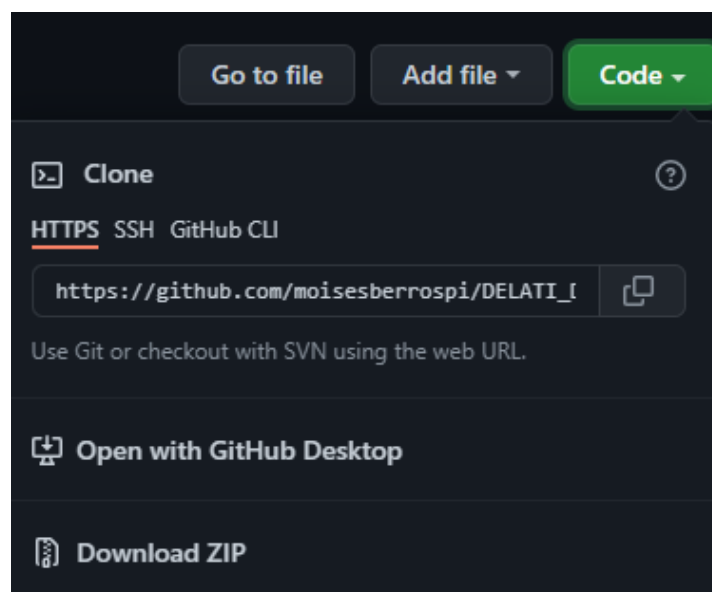 Go to file Add file Code
Clone
HTTPS SSH GitHub CLI
https://github.com/moisesberrospi/DELATI_
Use Git or checkout with SVN using the web URL.
Open with GitHub Desktop
Download ZIP